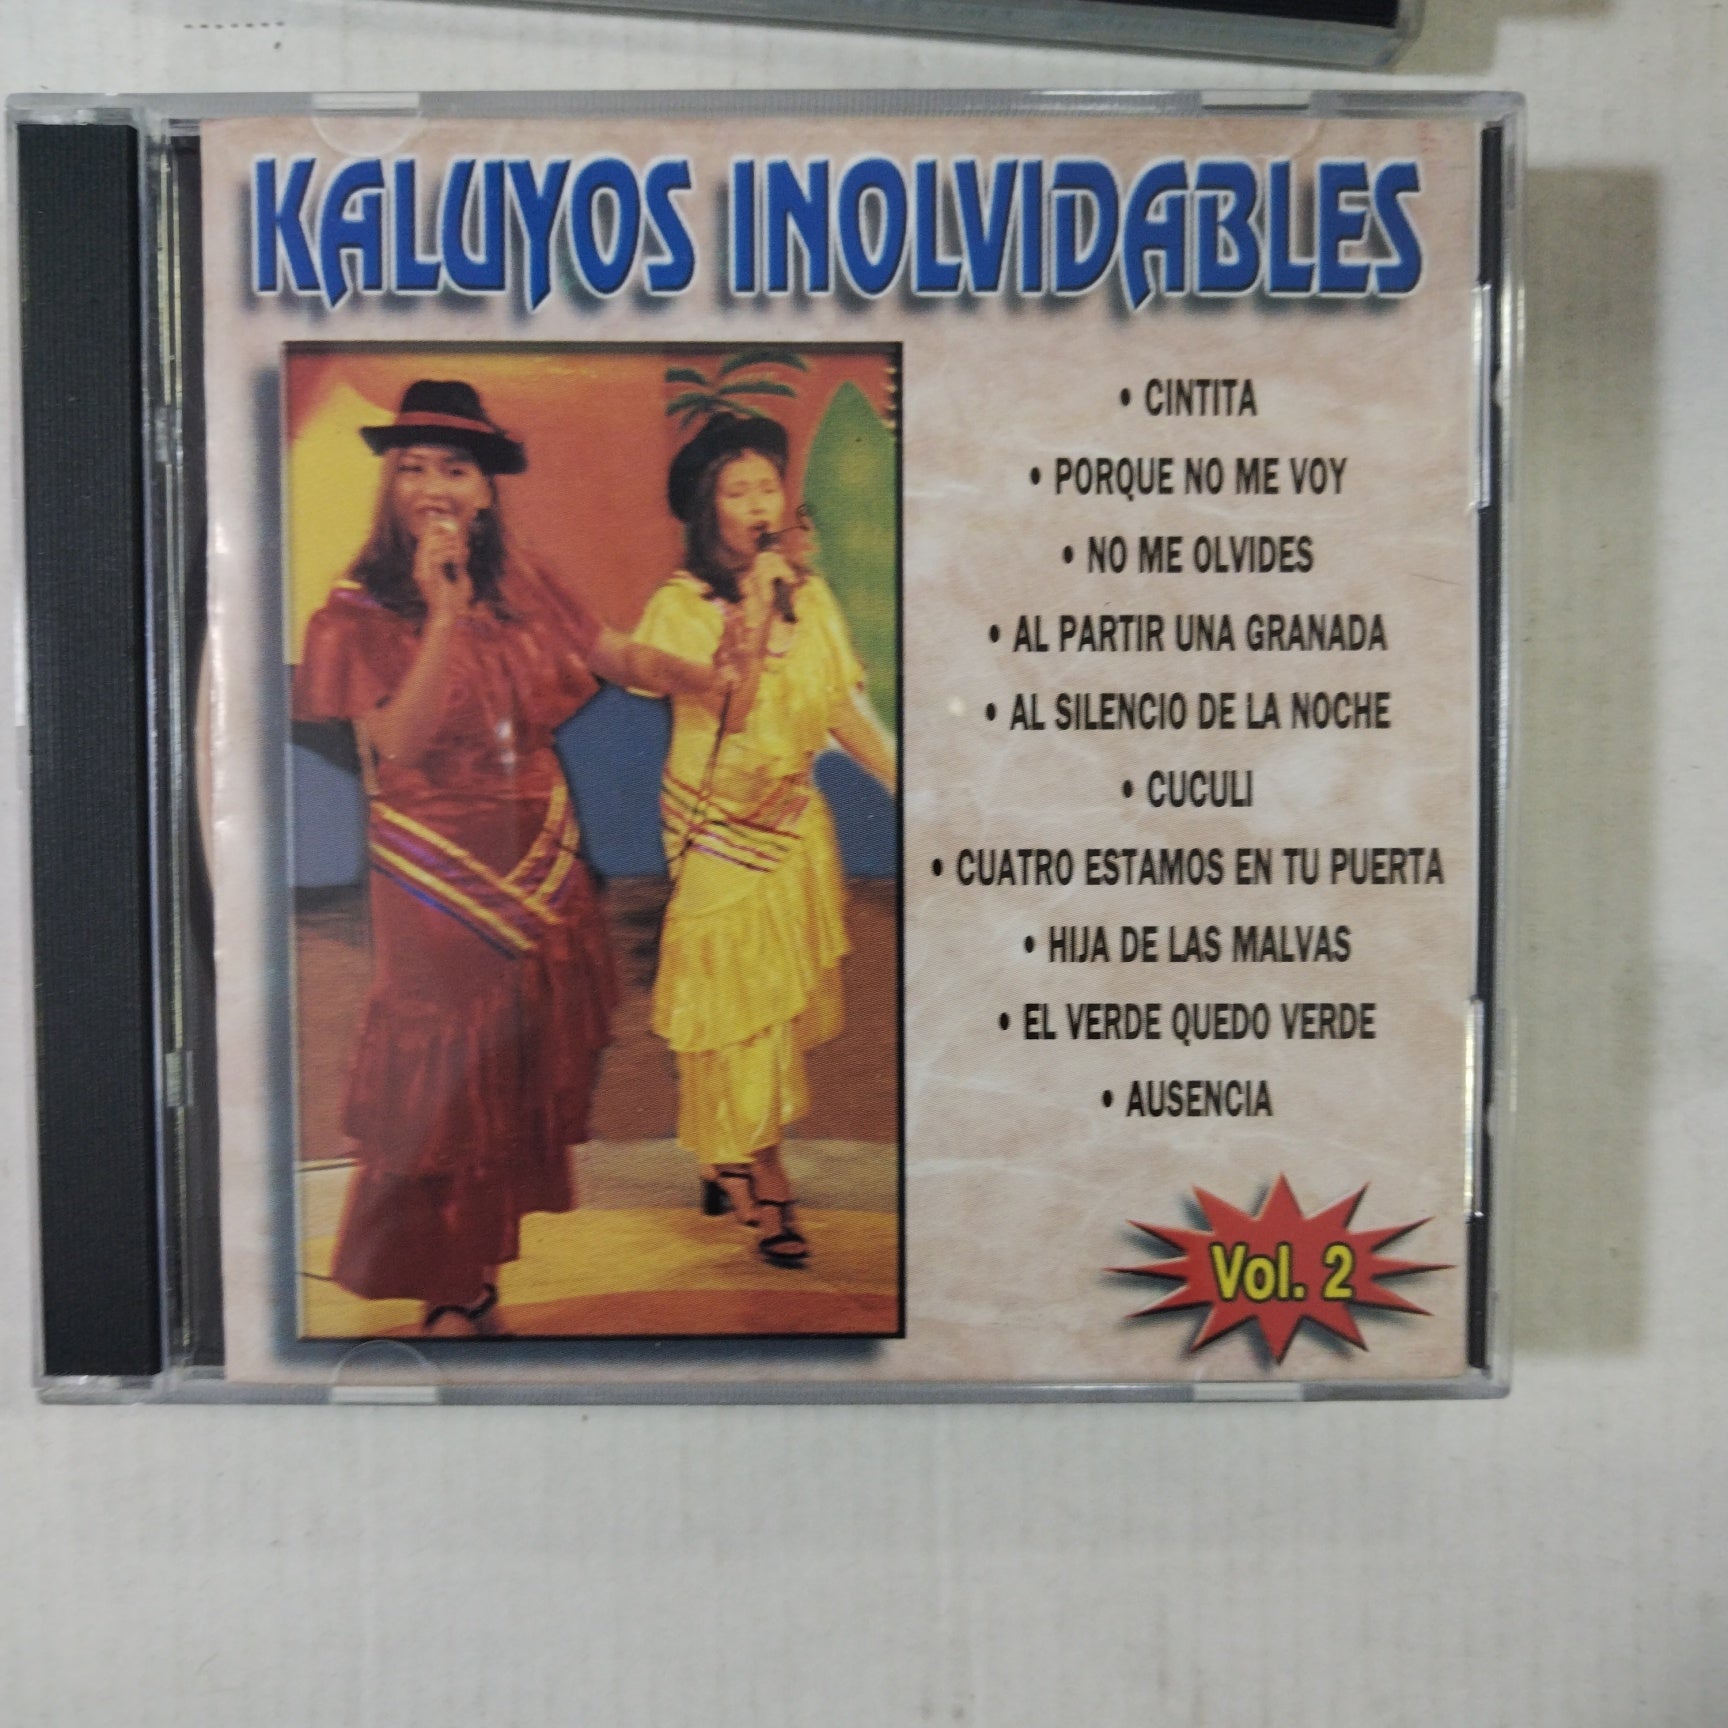 KALUYOS INOLVIDABLES
• CINTITA
• PORQUE NO ME VOY
• NO ME OLVIDES
• AL PARTIR UNA GRANADA
• AL SILENCIO DE LA NOCHE
• CUCULI
• CUATRO ESTAMOS EN TU PUERTA
• HIJA DE LAS MALVAS
• EL VERDE QUEDO VERDE
• AUSENCIA
Vol. 2